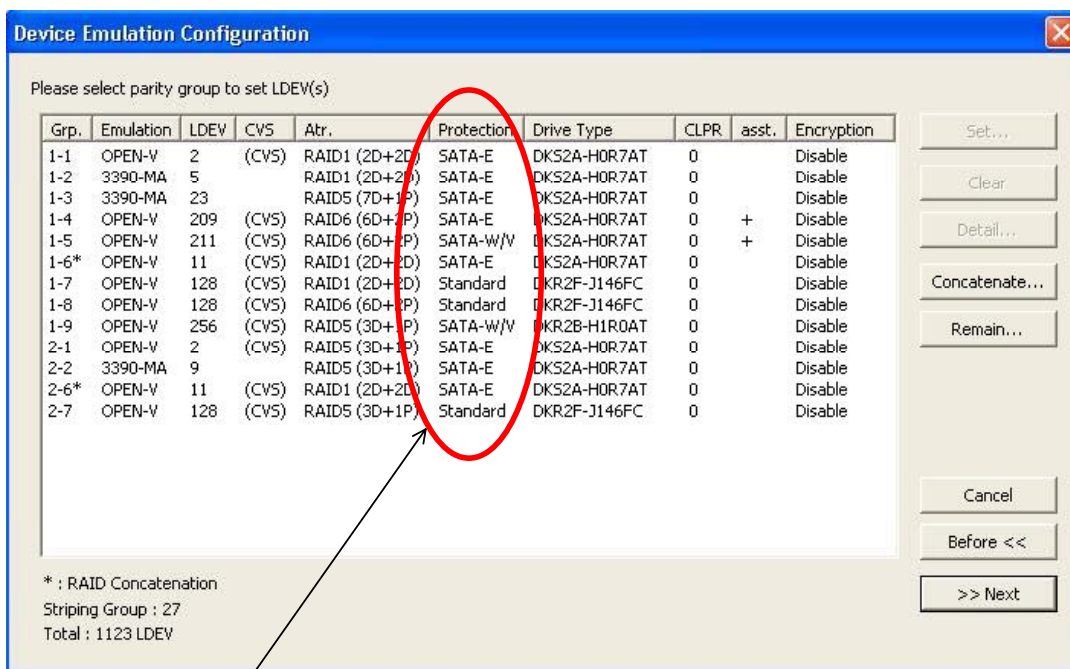 Device Emulation Configuration
Please select parity group to set LDEV(s)
Grp. Emulation LDEV CVS Atr. Protection Drive Type CLPR asst. Encryption
1-1 OPEN-V 2 (CVS) RAID1 (2D+2D) SATA-E DKS2A-H0R7AT 0 Disable
1-2 3390-MA 5 RAID1 (2D+2D) SATA-E DKS2A-H0R7AT 0 Disable
1-3 3390-MA 23 RAID5 (7D+1P) SATA-E DKS2A-H0R7AT 0 Disable
1-4 OPEN-V 209 (CVS) RAID6 (6D+2P) SATA-E DKS2A-H0R7AT 0 + Disable
1-5 OPEN-V 211 (CVS) RAID6 (6D+2P) SATA-W/V DKS2A-H0R7AT 0 + Disable
1-6* OPEN-V 11 (CVS) RAID1 (2D+2D) SATA-E DKS2A-H0R7AT 0 Disable
1-7 OPEN-V 128 (CVS) RAID1 (2D+2D) Standard DKR2F-J146FC 0 Disable
1-8 OPEN-V 128 (CVS) RAID6 (6D+2P) Standard DKR2F-J146FC 0 Disable
1-9 OPEN-V 256 (CVS) RAID5 (3D+1P) SATA-W/V DKR2B-H1R0AT 0 Disable
2-1 OPEN-V 2 (CVS) RAID5 (3D+1P) SATA-E DKS2A-H0R7AT 0 Disable
2-2 3390-MA 9 RAID5 (3D+1P) SATA-E DKS2A-H0R7AT 0 Disable
2-6* OPEN-V 11 (CVS) RAID1 (2D+2D) SATA-E DKS2A-H0R7AT 0 Disable
2-7 OPEN-V 128 (CVS) RAID5 (3D+1P) Standard DKR2F-J146FC 0 Disable
Set...
Clear
Detail...
Concatenate...
Remain...
Cancel
Before <<
>> Next
* : RAID Concatenation
Striping Group : 27
Total : 1123 LDEV